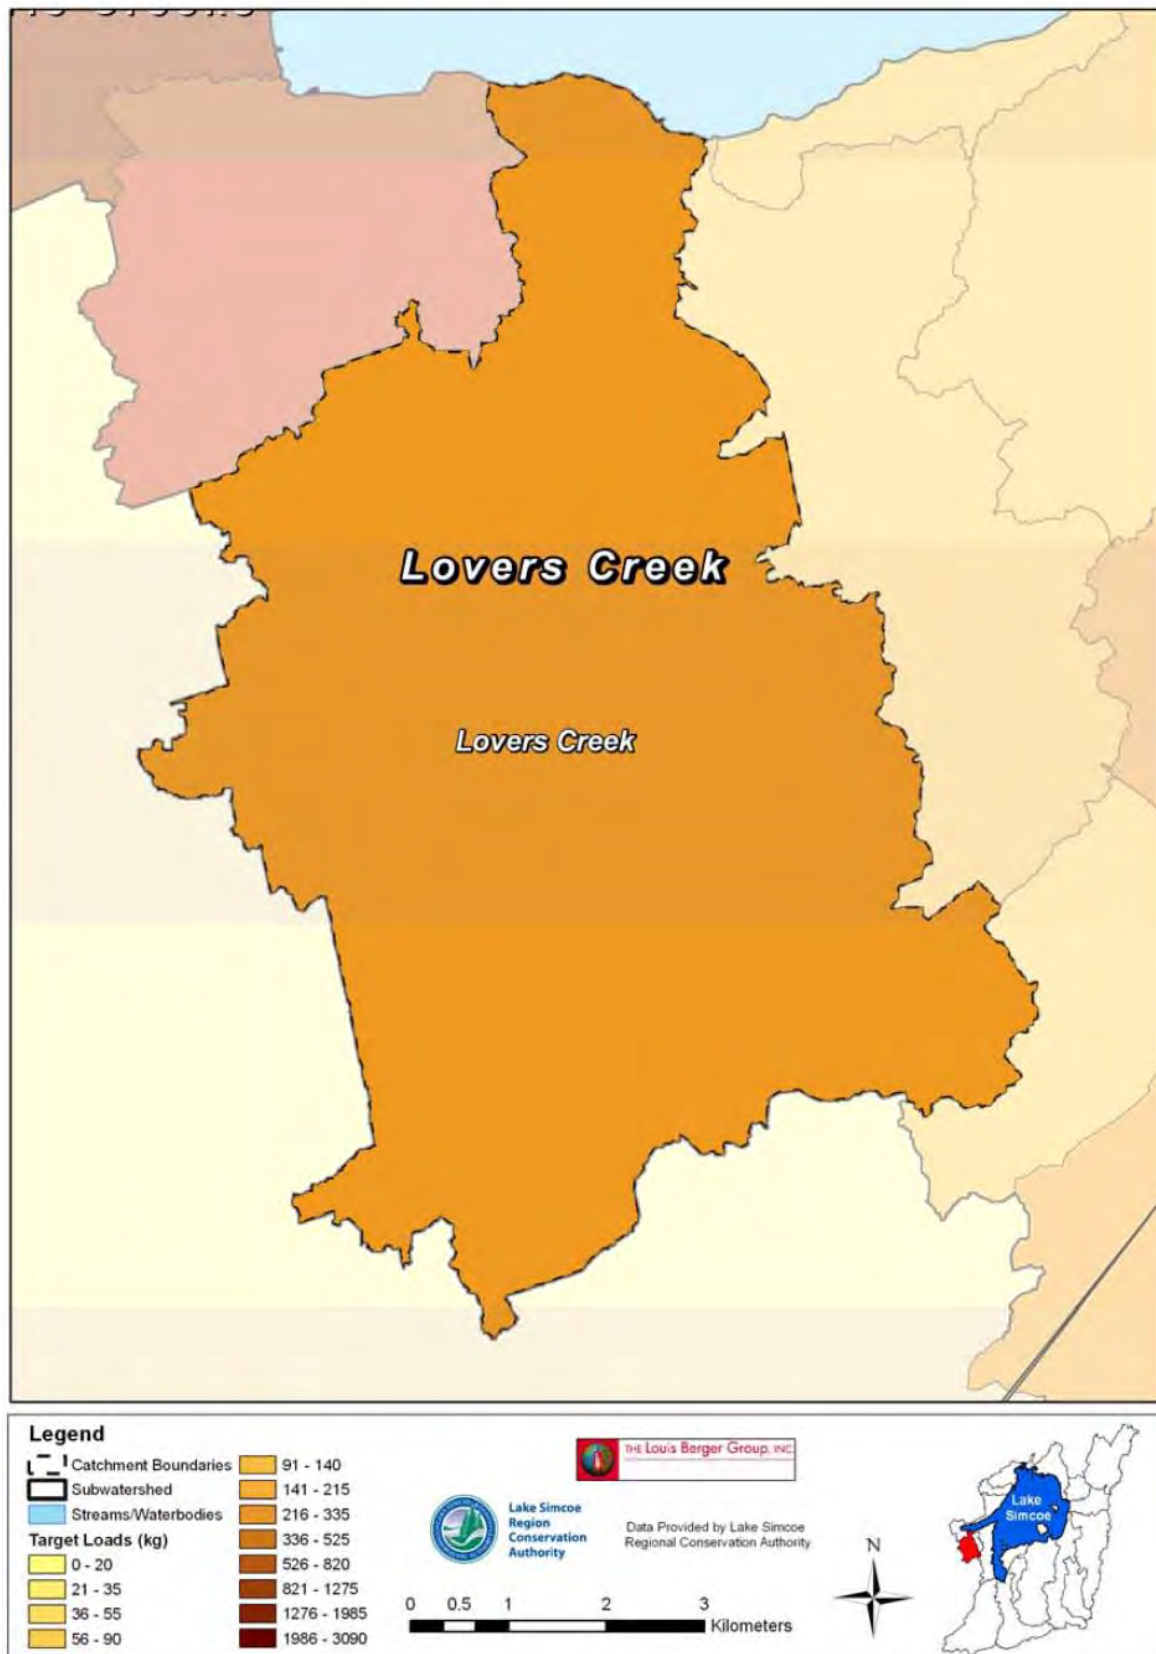 Creeks
Lovers Creek
Lovers Creek
Legend
Catchment Boundaries
Subwatershed
Streams/Waterbodies
Target Loads (kg)
0 - 20
21 - 35
36 - 55
56 - 90
91 - 140
141 - 215
216 - 335
336 - 525
526 - 820
821 - 1275
1276 - 1985
1986 - 3090
THE Louis Berger Group, INC.
Lake Simcoe
Region
Conservation
Authority
Data Provided by Lake Simcoe
Regional Conservation Authority
0 0.5 1 2 3
Kilometers
N
Lake
Simcoe